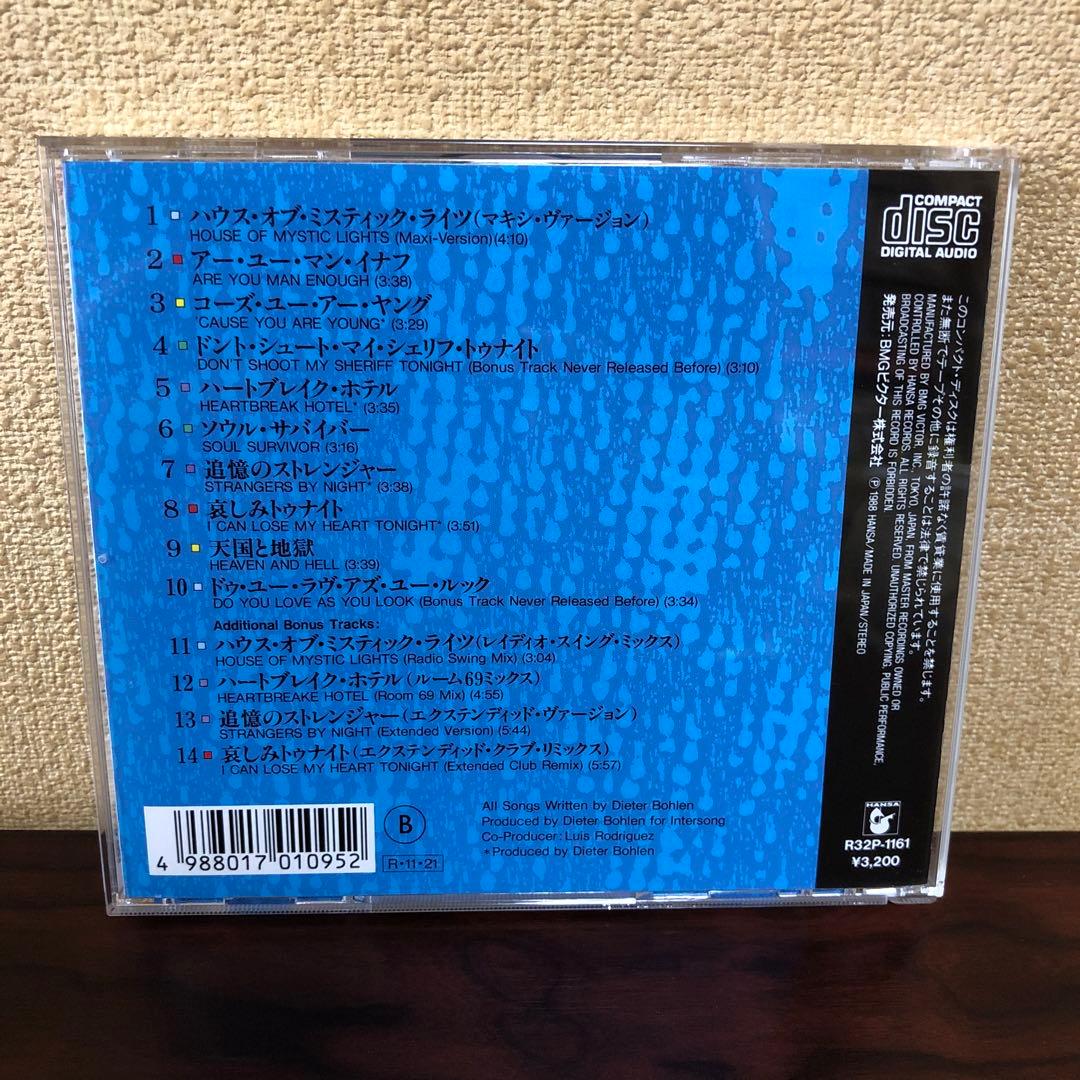 1 ハウス・オブ・ミスティック・ライツ(マキシ・ヴァージョン)
HOUSE OF MYSTIC LIGHTS (Maxi-Version)(4:10)
2 アー・ユー・マン・イナフ
ARE YOU MAN ENOUGH (3:38)
3 コーズ・ユー・アー・ヤング
'CAUSE YOU ARE YOUNG* (3:29)
4 ドント・シュート・マイ・シェリフ・トゥナイト
DON'T SHOOT MY SHERIFF TONIGHT (Bonus Track Never Released Before) (3:10)
5 ハートブレイク・ホテル
HEARTBREAK HOTEL* (3:35)
6 ソウル・サバイバー
SOUL SURVIVOR (3:16)
7 追憶のストレンジャー
STRANGERS BY NIGHT* (3:38)
8 哀しみトゥナイト
I CAN LOSE MY HEART TONIGHT* (3:51)
9 天国と地獄
HEAVEN AND HELL (3:39)
10 ドゥ・ユー・ラヴ・アズ・ユー・ルック
DO YOU LOVE AS YOU LOOK (Bonus Track Never Released Before) (3:34)
Additional Bonus Tracks:
11 ハウス・オブ・ミスティック・ライツ(レイディオ・スイング・ミックス)
HOUSE OF MYSTIC LIGHTS (Radio Swing Mix) (3:04)
12 ハートブレイク・ホテル(ルーム69ミックス)
HEARTBREAKE HOTEL (Room 69 Mix) (4:55)
13 追憶のストレンジャー(エクステンディッド・ヴァージョン)
STRANGERS BY NIGHT (Extended Version) (5:44)
14 哀しみトゥナイト(エクステンディッド・クラブ・リミックス)
I CAN LOSE MY HEART TONIGHT (Extended Club Remix) (5:57)
4 988017 010952
B
R・11・21
All Songs Written by Dieter Bohlen
Produced by Dieter Bohlen for Intersong
Co-Producer: Luis Rodriguez
*Produced by Dieter Bohlen
COMPACT
disc
DIGITAL AUDIO
このコンパクト・ディスクは権利者の許諾なく賃貸業に使用することを禁じます。
また無断でテープその他に録音することは法律で禁じられています。
MANUFACTURED BY BMG VICTOR, INC., TOKYO, JAPAN. FROM MASTER RECORDINGS OWNED OR
CONTROLLED BY HANSA RECORDS. ALL RIGHTS RESERVED. UNAUTHORIZED COPYING, PUBLIC PERFORMANCE,
BROADCASTING OF THIS RECORD IS FORBIDDEN.
発売元:BMGビクター株式会社 ℗ 1988 HANSA/MADE IN JAPAN/STEREO
HANSA
R32P-1161
¥3,200